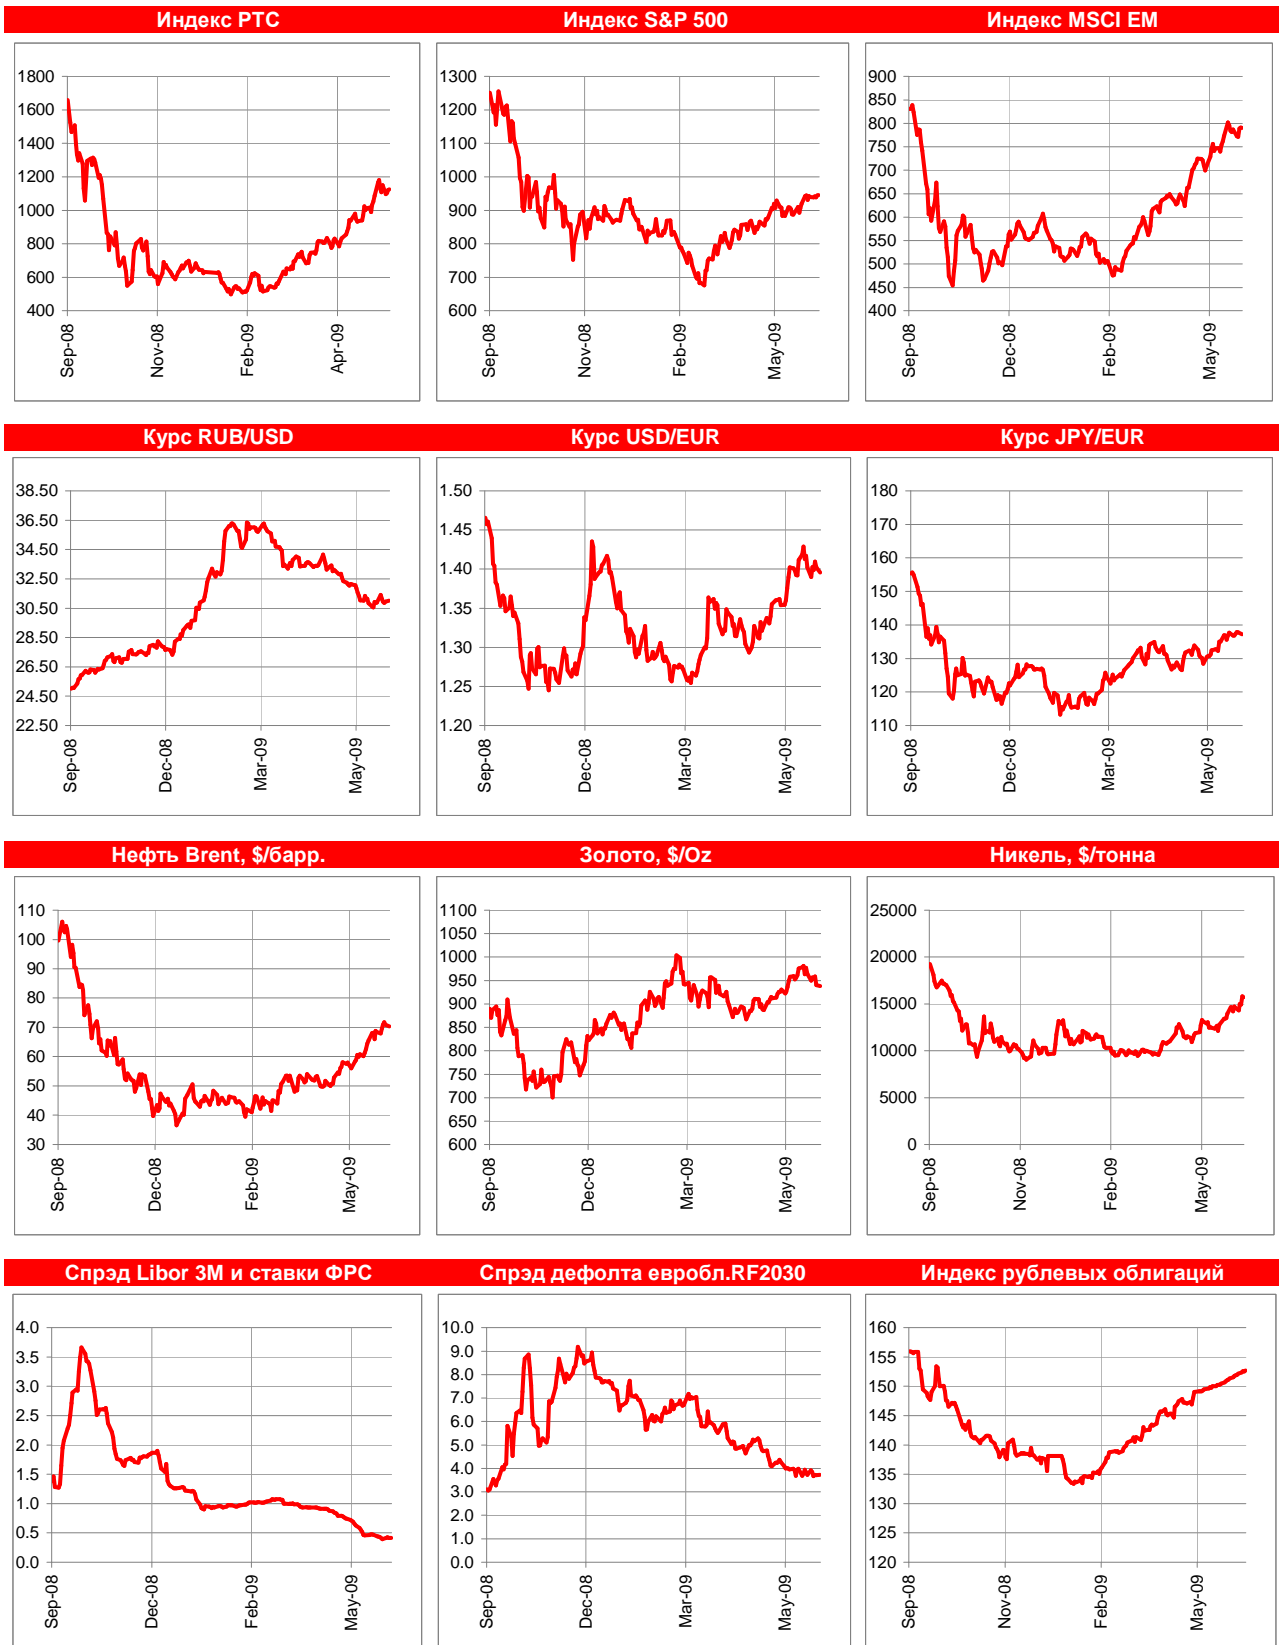 Индекс РТС
Индекс S&P 500
Индекс MSCI EM
1800
1600
1400
1200
1000
800
600
400
Sep-08
Nov-08
Feb-09
Apr-09
1300
1200
1100
1000
900
800
700
600
Sep-08
Nov-08
Feb-09
May-09
900
850
800
750
700
650
600
550
500
450
400
Sep-08
Dec-08
Feb-09
May-09
Курс RUB/USD
Курс USD/EUR
Курс JPY/EUR
38.50
36.50
34.50
32.50
30.50
28.50
26.50
24.50
22.50
Sep-08
Dec-08
Mar-09
May-09
1.50
1.45
1.40
1.35
1.30
1.25
1.20
Sep-08
Dec-08
Mar-09
May-09
180
170
160
150
140
130
120
110
Sep-08
Dec-08
Mar-09
May-09
Нефть Brent, $/барр.
Золото, $/Oz
Никель, $/тонна
110
100
90
80
70
60
50
40
30
Sep-08
Dec-08
Feb-09
May-09
1100
1050
1000
950
900
850
800
750
700
650
600
Sep-08
Dec-08
Mar-09
May-09
25000
20000
15000
10000
5000
0
Sep-08
Nov-08
Feb-09
May-09
Спрэд Libor 3M и ставки ФРС
Спрэд дефолта евробл.RF2030
Индекс рублевых облигаций
4.0
3.5
3.0
2.5
2.0
1.5
1.0
0.5
0.0
Sep-08
Dec-08
Feb-09
May-09
10.0
9.0
8.0
7.0
6.0
5.0
4.0
3.0
2.0
1.0
0.0
Sep-08
Dec-08
Mar-09
May-09
160
155
150
145
140
135
130
125
120
Sep-08
Nov-08
Feb-09
May-09